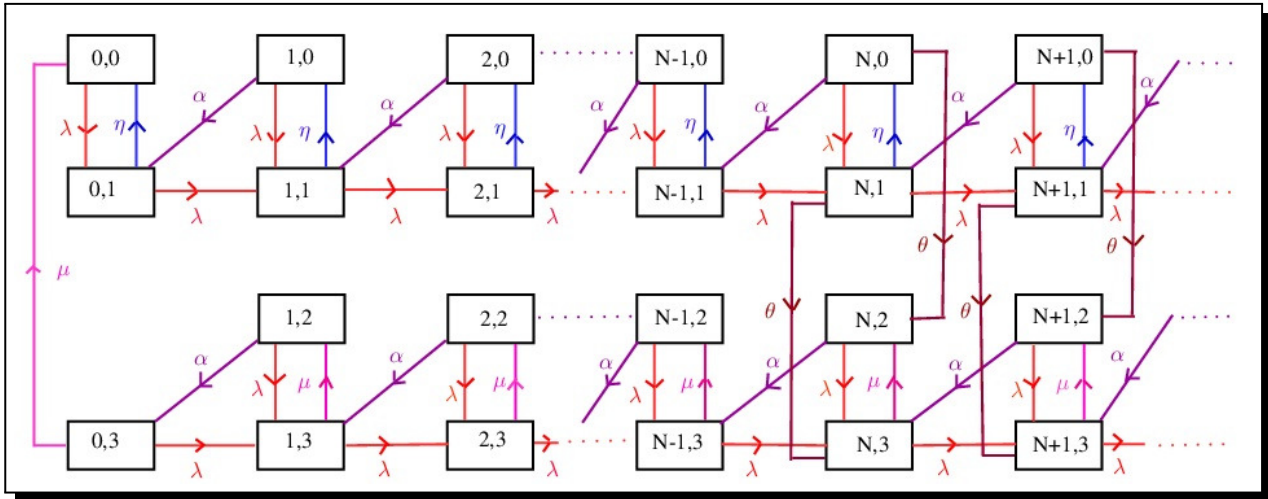 0,0 1,0 2,0 N-1,0 N,0 N+1,0
α α α α α α
λ η λ η λ η λ η λ η λ η
0,1 1,1 2,1 N-1,1 N,1 N+1,1
λ λ λ λ λ λ
μ θ θ
θ θ
1,2 2,2 N-1,2 N,2 N+1,2
α α α α α α
λ μ λ μ λ μ λ μ λ μ
0,3 1,3 2,3 N-1,3 N,3 N+1,3
λ λ λ λ λ λ